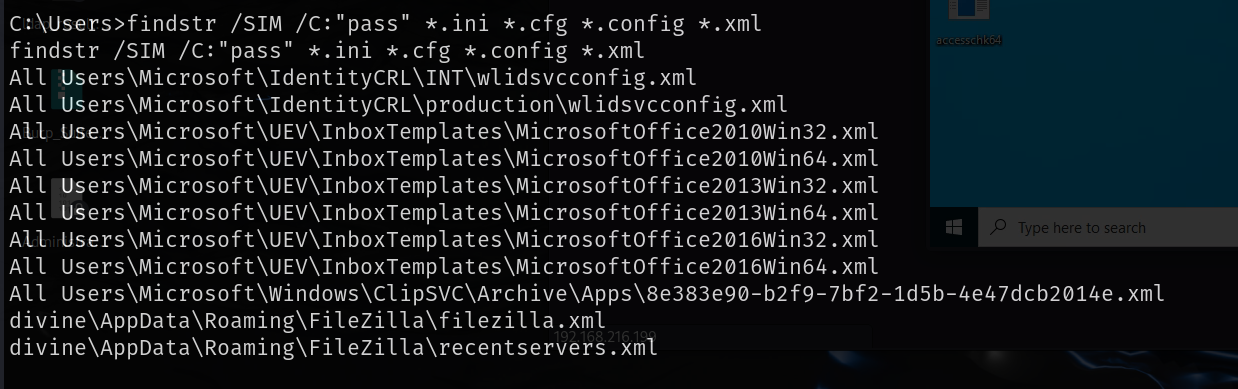 C:\Users>findstr /SIM /C:"pass" *.ini *.cfg *.config *.xml
findstr /SIM /C:"pass" *.ini *.cfg *.config *.xml
All Users\Microsoft\IdentityCRL\INT\wlidsvcconfig.xml
All Users\Microsoft\IdentityCRL\production\wlidsvcconfig.xml
All Users\Microsoft\UEV\InboxTemplates\MicrosoftOffice2010Win32.xml
All Users\Microsoft\UEV\InboxTemplates\MicrosoftOffice2010Win64.xml
All Users\Microsoft\UEV\InboxTemplates\MicrosoftOffice2013Win32.xml
All Users\Microsoft\UEV\InboxTemplates\MicrosoftOffice2013Win64.xml
All Users\Microsoft\UEV\InboxTemplates\MicrosoftOffice2016Win32.xml
All Users\Microsoft\UEV\InboxTemplates\MicrosoftOffice2016Win64.xml
All Users\Microsoft\Windows\ClipSVC\Archive\Apps\8e383e90-b2f9-7bf2-1d5b-4e47dcb2014e.xml
divine\AppData\Roaming\FileZilla\filezilla.xml
divine\AppData\Roaming\FileZilla\recentservers.xml
accesschk64
Type here to search
192.168.216.199